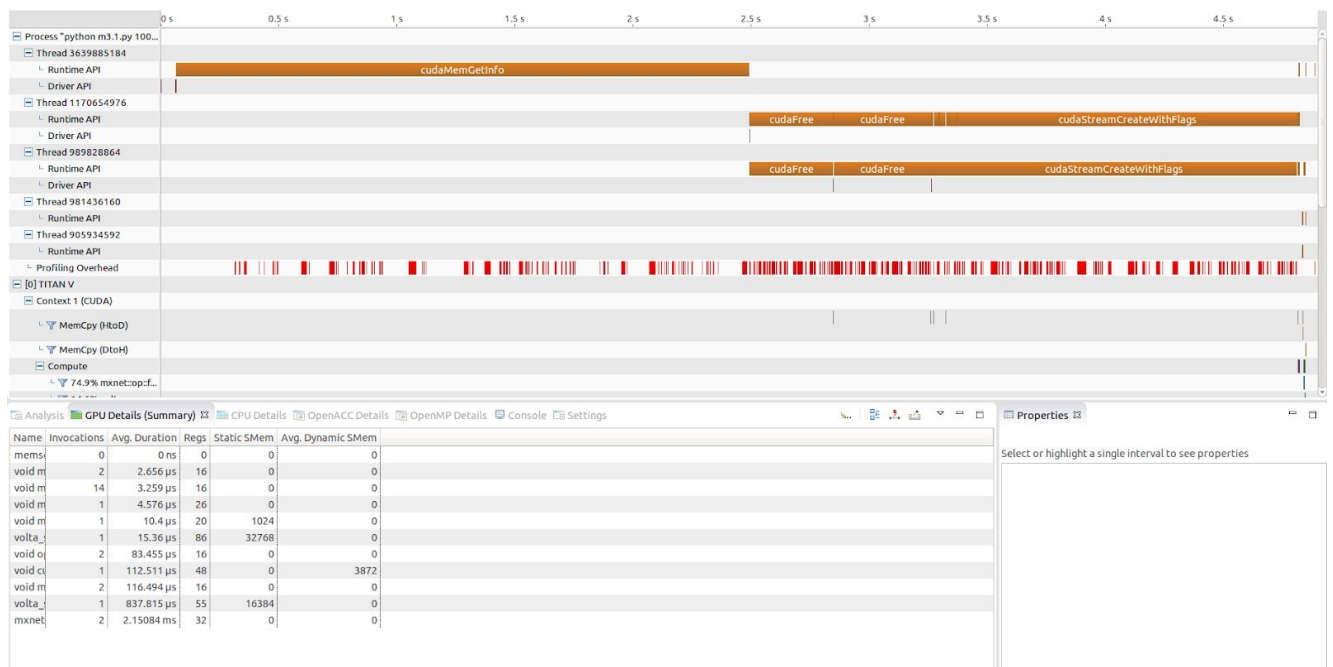 0 s 0.5 s 1 s 1.5 s 2 s 2.5 s 3 s 3.5 s 4 s 4.5 s
Process "python m3.1.py 100...
Thread 3639885184
Runtime API cudaMemGetInfo
Driver API
Thread 1170654976
Runtime API cudaFree cudaFree cudaStreamCreateWithFlags
Driver API
Thread 989828864
Runtime API cudaFree cudaFree cudaStreamCreateWithFlags
Driver API
Thread 981436160
Runtime API
Thread 905934592
Runtime API
Profiling Overhead
[0] TITAN V
Context 1 (CUDA)
MemCpy (HtoD)
MemCpy (DtoH)
Compute
74.9% mxnet::op::f...
Analysis GPU Details (Summary) CPU Details OpenACC Details OpenMP Details Console Settings Properties
Name Invocations Avg. Duration Regs Static SMem Avg. Dynamic SMem
Select or highlight a single interval to see properties
mems 0 0 ns 0 0 0
void m 2 2.656 µs 16 0 0
void m 14 3.259 µs 16 0 0
void m 1 4.576 µs 26 0 0
void m 1 10.4 µs 20 1024 0
volta_s 1 15.36 µs 86 32768 0
void o 2 83.455 µs 16 0 0
void cu 1 112.511 µs 48 0 3872
void m 2 116.494 µs 16 0 0
volta_s 1 837.815 µs 55 16384 0
mxnet 2 2.15084 ms 32 0 0